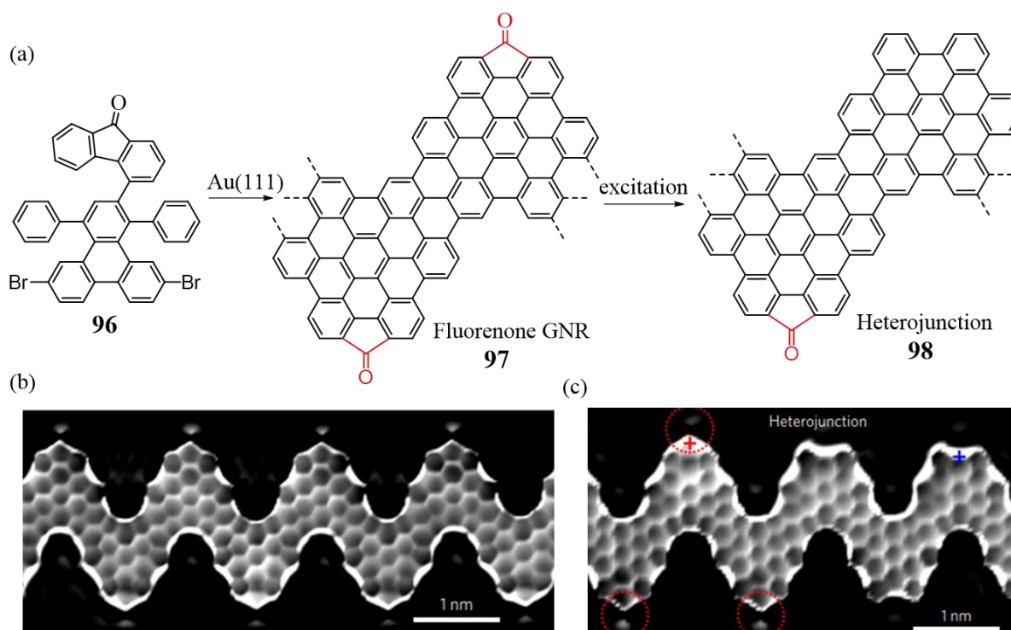 (a)
O
Br
Br
96
Au(111)
O
Fluorenone GNR
97
O
excitation
Heterojunction
98
O
(b)
1 nm
(c)
Heterojunction
1 nm